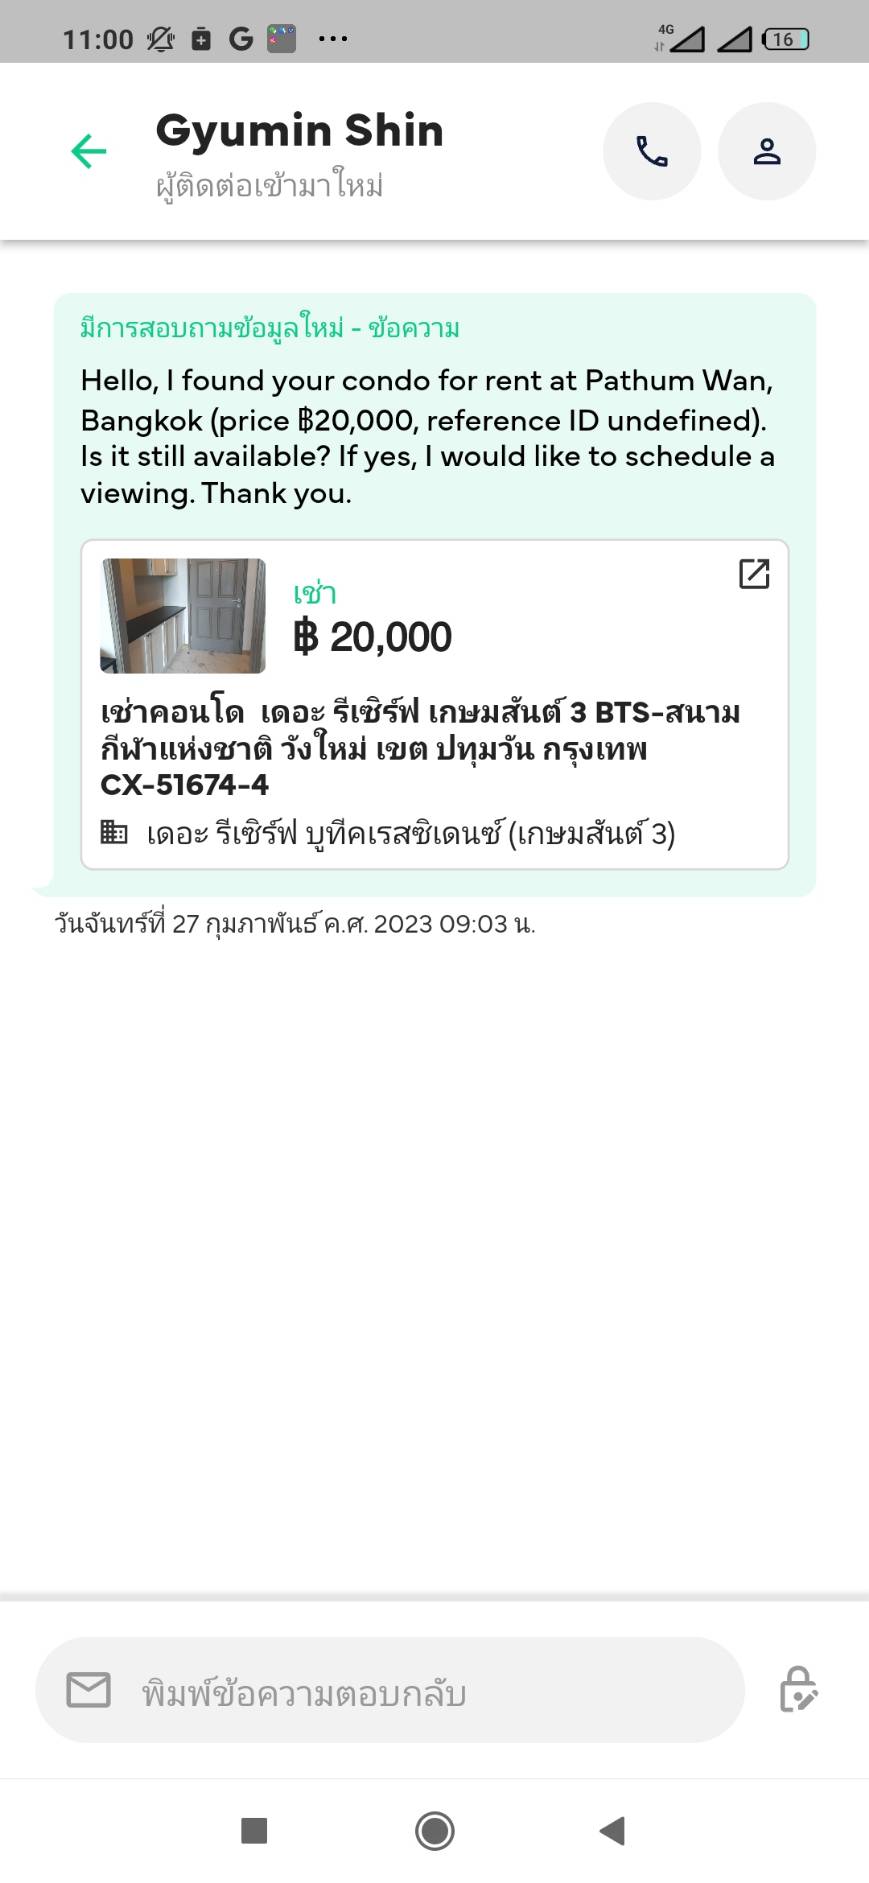 11:00
4G
16
Gyumin Shin
ผู้ติดต่อเข้ามาใหม่
มีการสอบถามข้อมูลใหม่ - ข้อความ
Hello, I found your condo for rent at Pathum Wan,
Bangkok (price ฿20,000, reference ID undefined).
Is it still available? If yes, I would like to schedule a
viewing. Thank you.
เช่า
฿ 20,000
เช่าคอนโด เดอะ รีเซิร์ฟ เกษมสันต์ 3 BTS-สนาม
กีฬาแห่งชาติ วังใหม่ เขต ปทุมวัน กรุงเทพ
CX-51674-4
เดอะ รีเซิร์ฟ บูทีคเรสซิเดนซ์ (เกษมสันต์ 3)
วันจันทร์ที่ 27 กุมภาพันธ์ ค.ศ. 2023 09:03 น.
พิมพ์ข้อความตอบกลับ